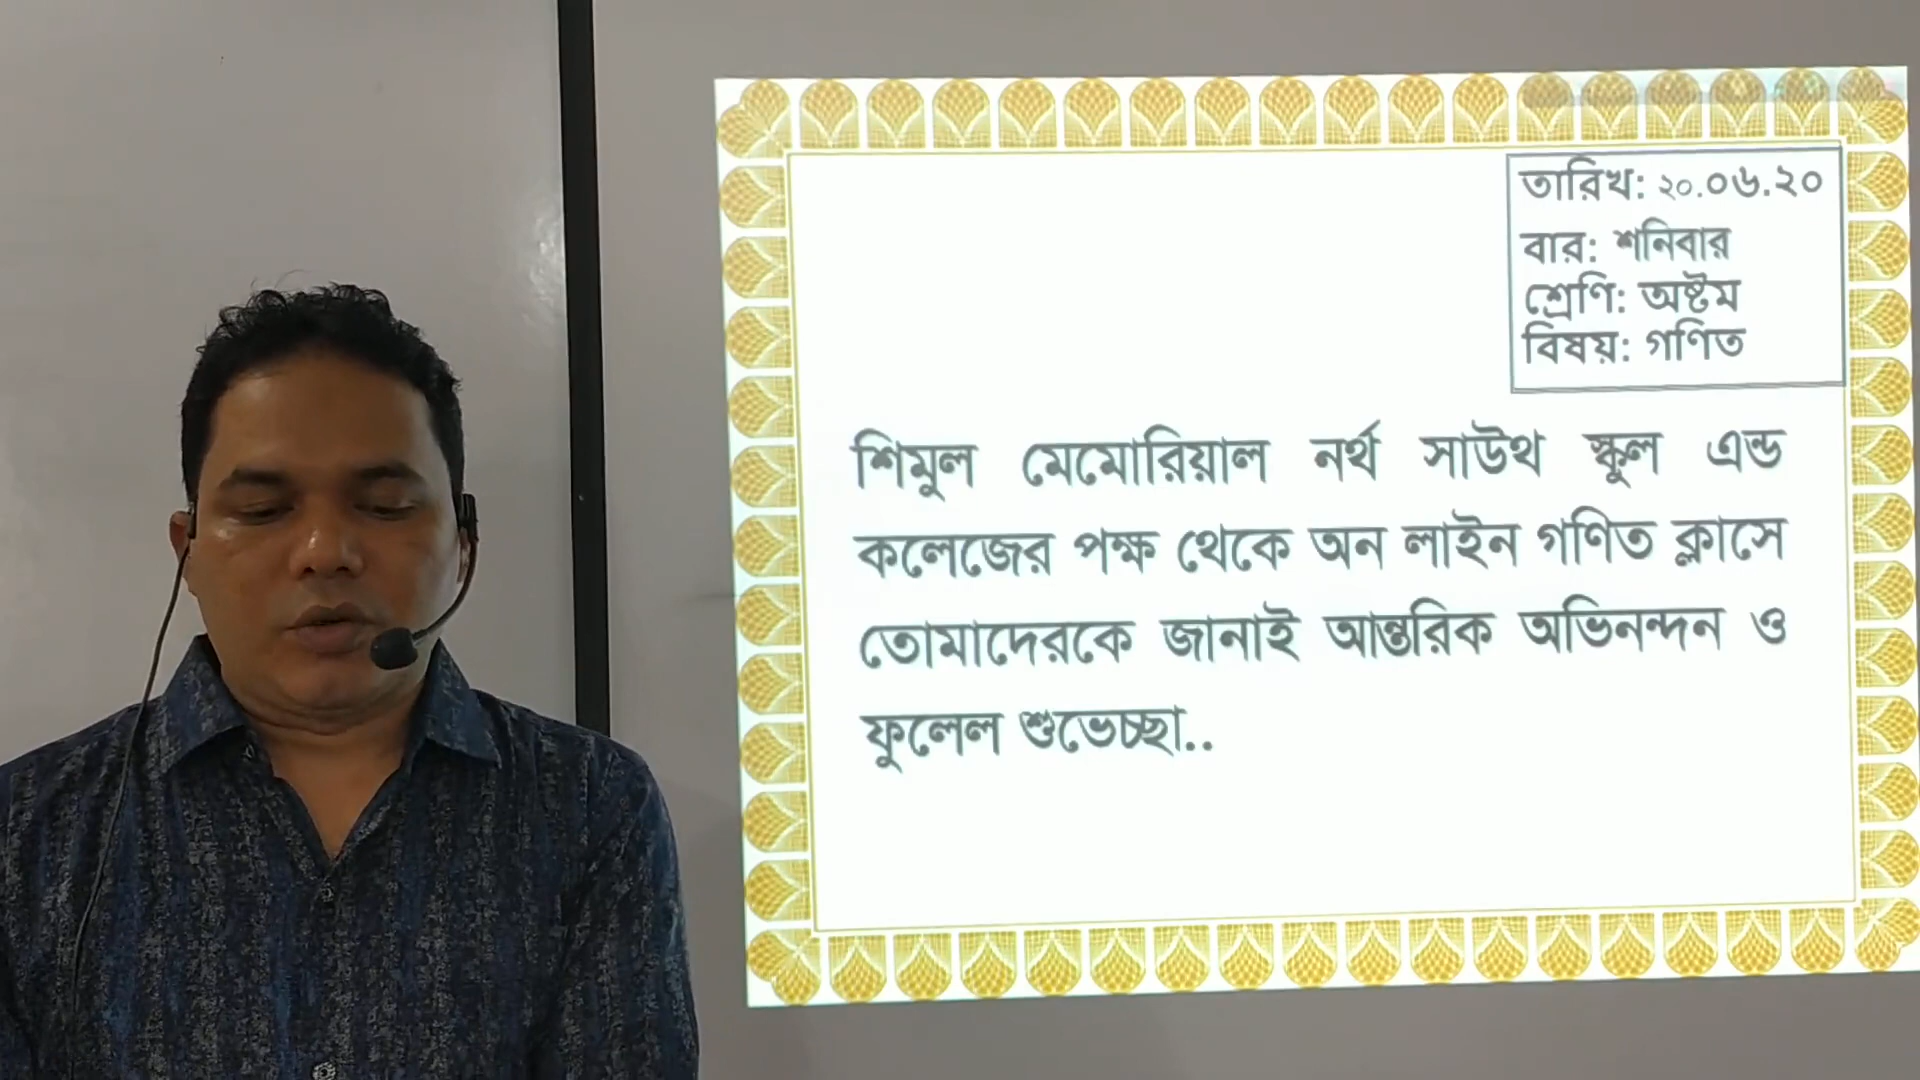 তারিখ: ২০.০৬.২০
বার: শনিবার
শ্রেণি: অষ্টম
বিষয়: গণিত
শিমুল মেমোরিয়াল নর্থ সাউথ স্কুল এন্ড
কলেজের পক্ষ থেকে অন লাইন গণিত ক্লাসে
তোমাদেরকে জানাই আন্তরিক অভিনন্দন ও
ফুলেল শুভেচ্ছা..